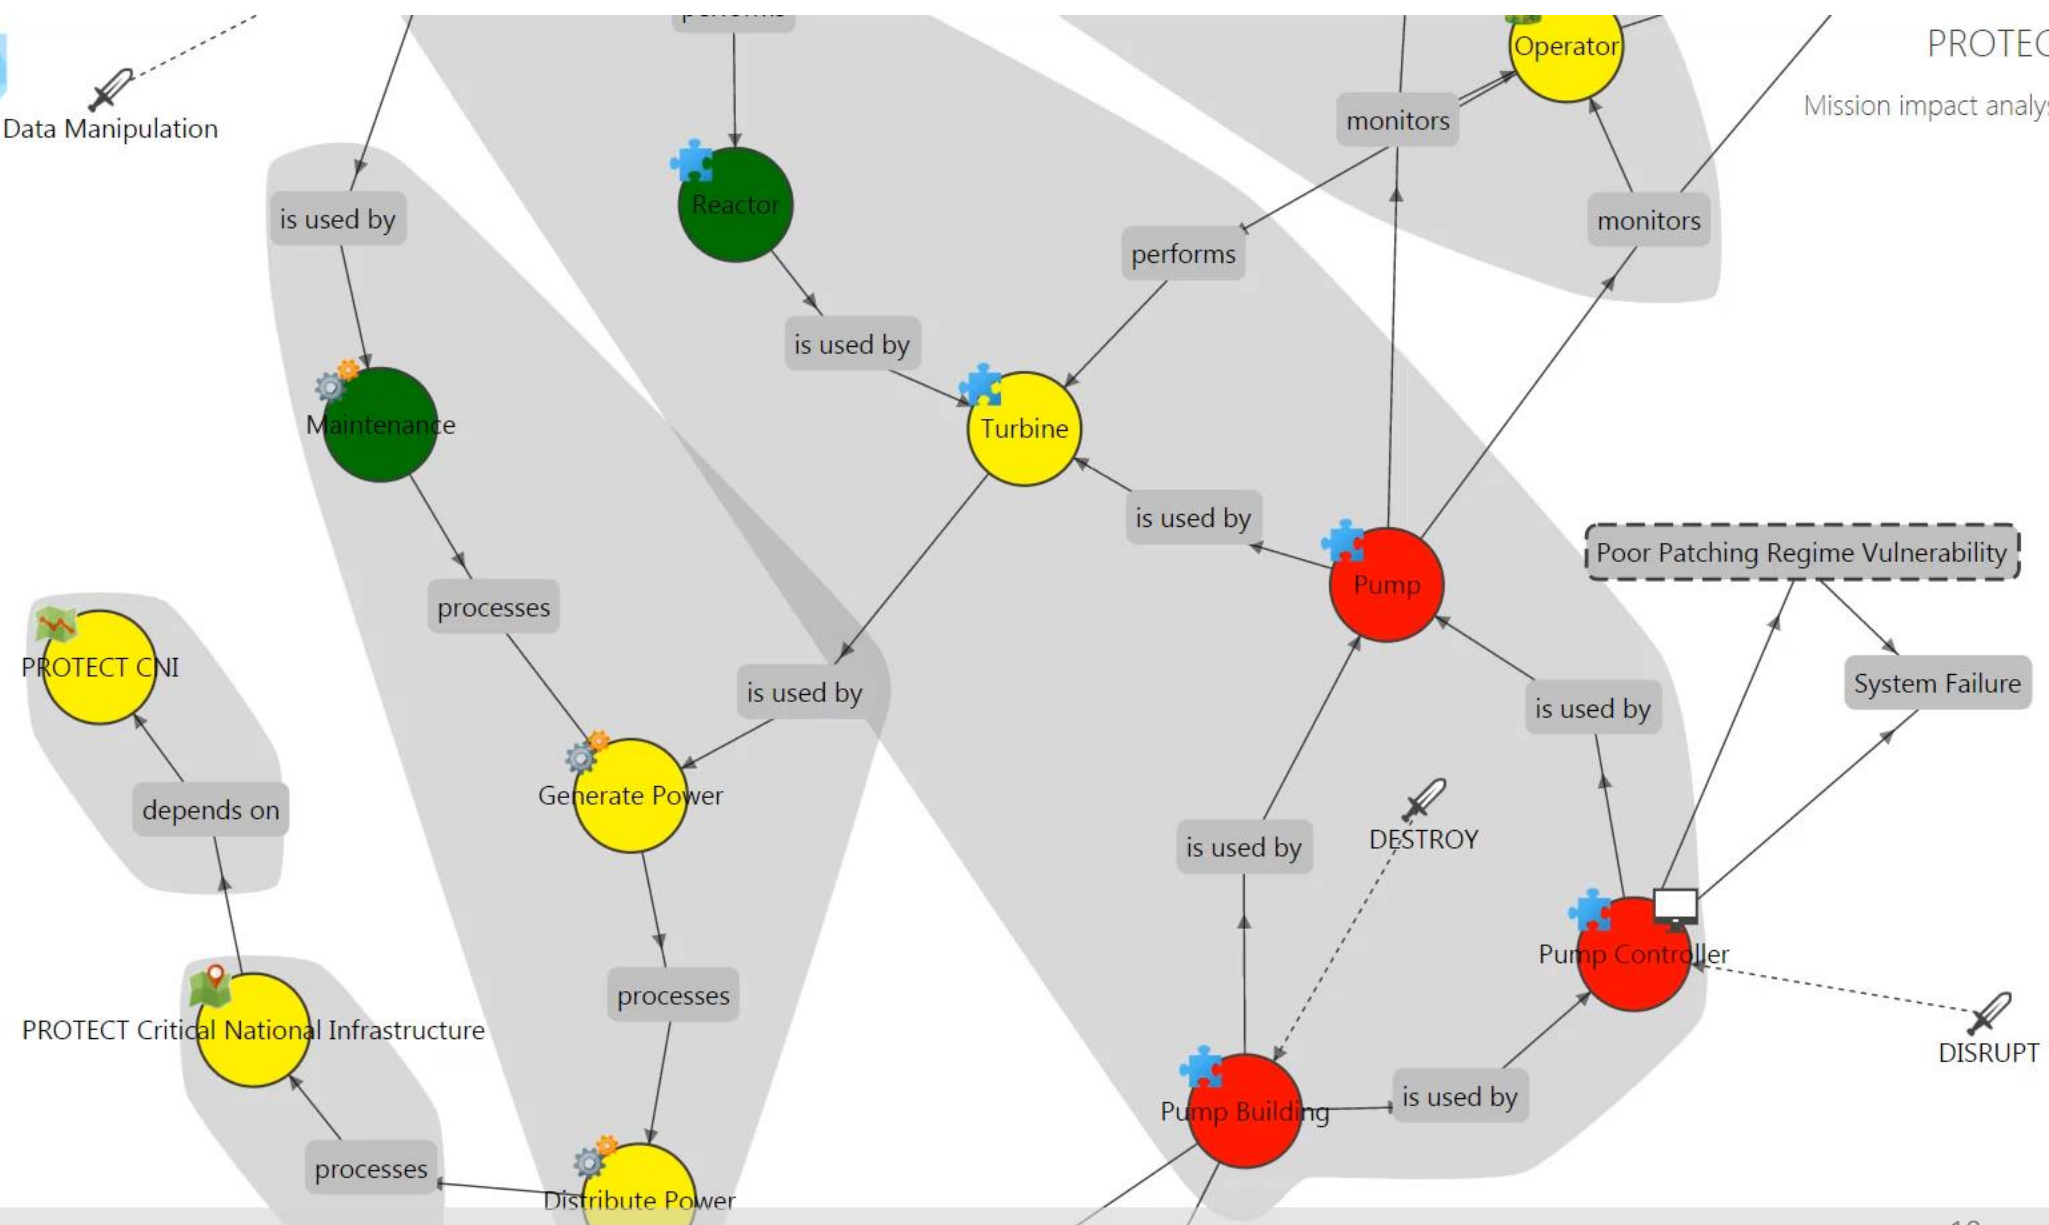 Operator
PROTEC
Mission impact analys
monitors
Data Manipulation
Reactor
is used by
monitors
performs
is used by
Turbine
Maintenance
is used by
Poor Patching Regime Vulnerability
Pump
processes
PROTECT CNI
System Failure
is used by
is used by
Generate Power
depends on
DESTROY
is used by
Pump Controller
processes
PROTECT Critical National Infrastructure
DISRUPT
is used by
Pump Building
processes
Distribute Power